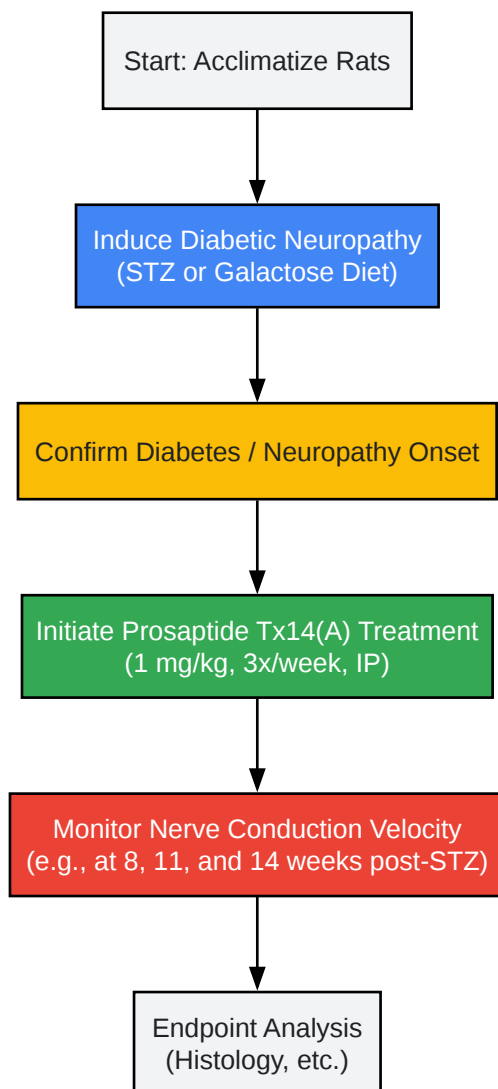 Start: Acclimatize Rats
Induce Diabetic Neuropathy
(STZ or Galactose Diet)
Confirm Diabetes / Neuropathy Onset
Initiate Prosaptide Tx14(A) Treatment
(1 mg/kg, 3x/week, IP)
Monitor Nerve Conduction Velocity
(e.g., at 8, 11, and 14 weeks post-STZ)
Endpoint Analysis
(Histology, etc.)